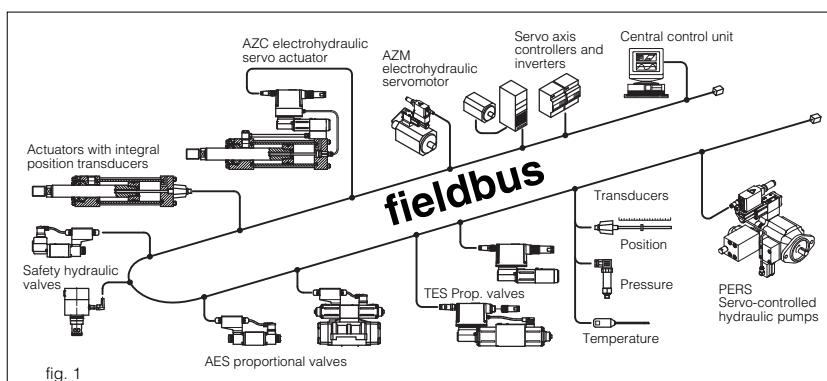 AZC electrohydraulic
servo actuator
AZM
electrohydraulic
servomotor
Servo axis
controllers and
inverters
Central control unit
Actuators with integral
position transducers
fieldbus
Transducers
Position
Pressure
Temperature
Safety hydraulic
valves
TES Prop. valves
AES proportional valves
PERS
Servo-controlled
hydraulic pumps
fig. 1